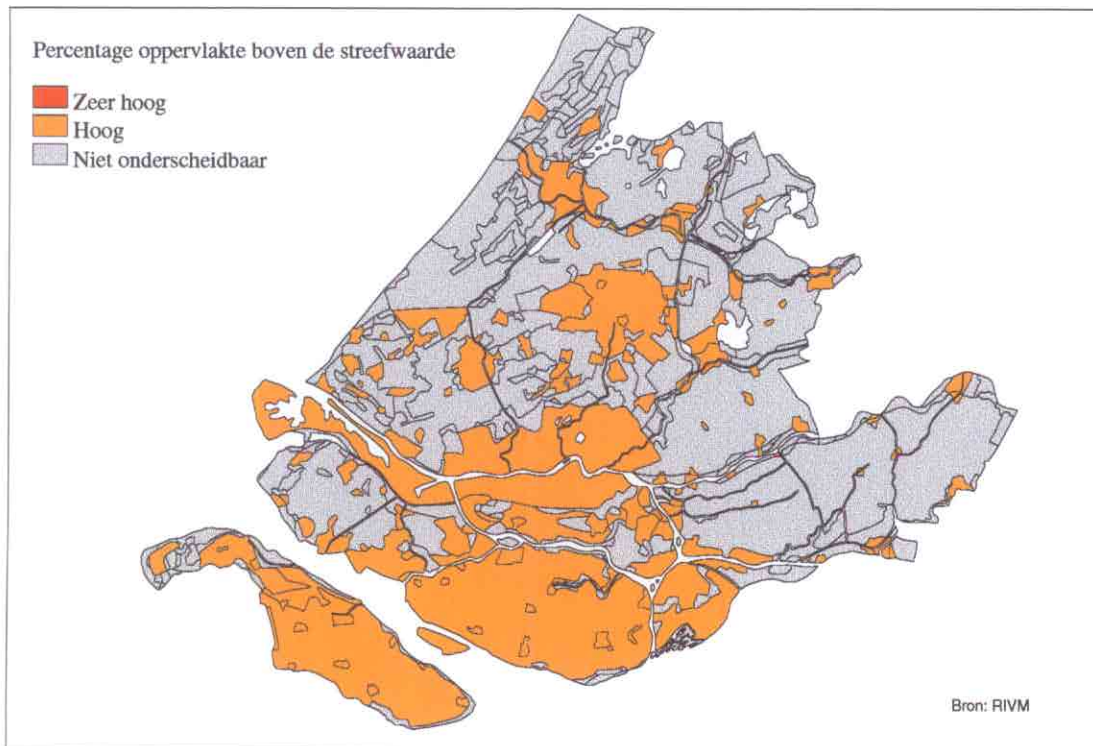 Percentage oppervlakte boven de streefwaarde
Zeer hoog
Hoog
Niet onderscheidbaar
Bron: RIVM